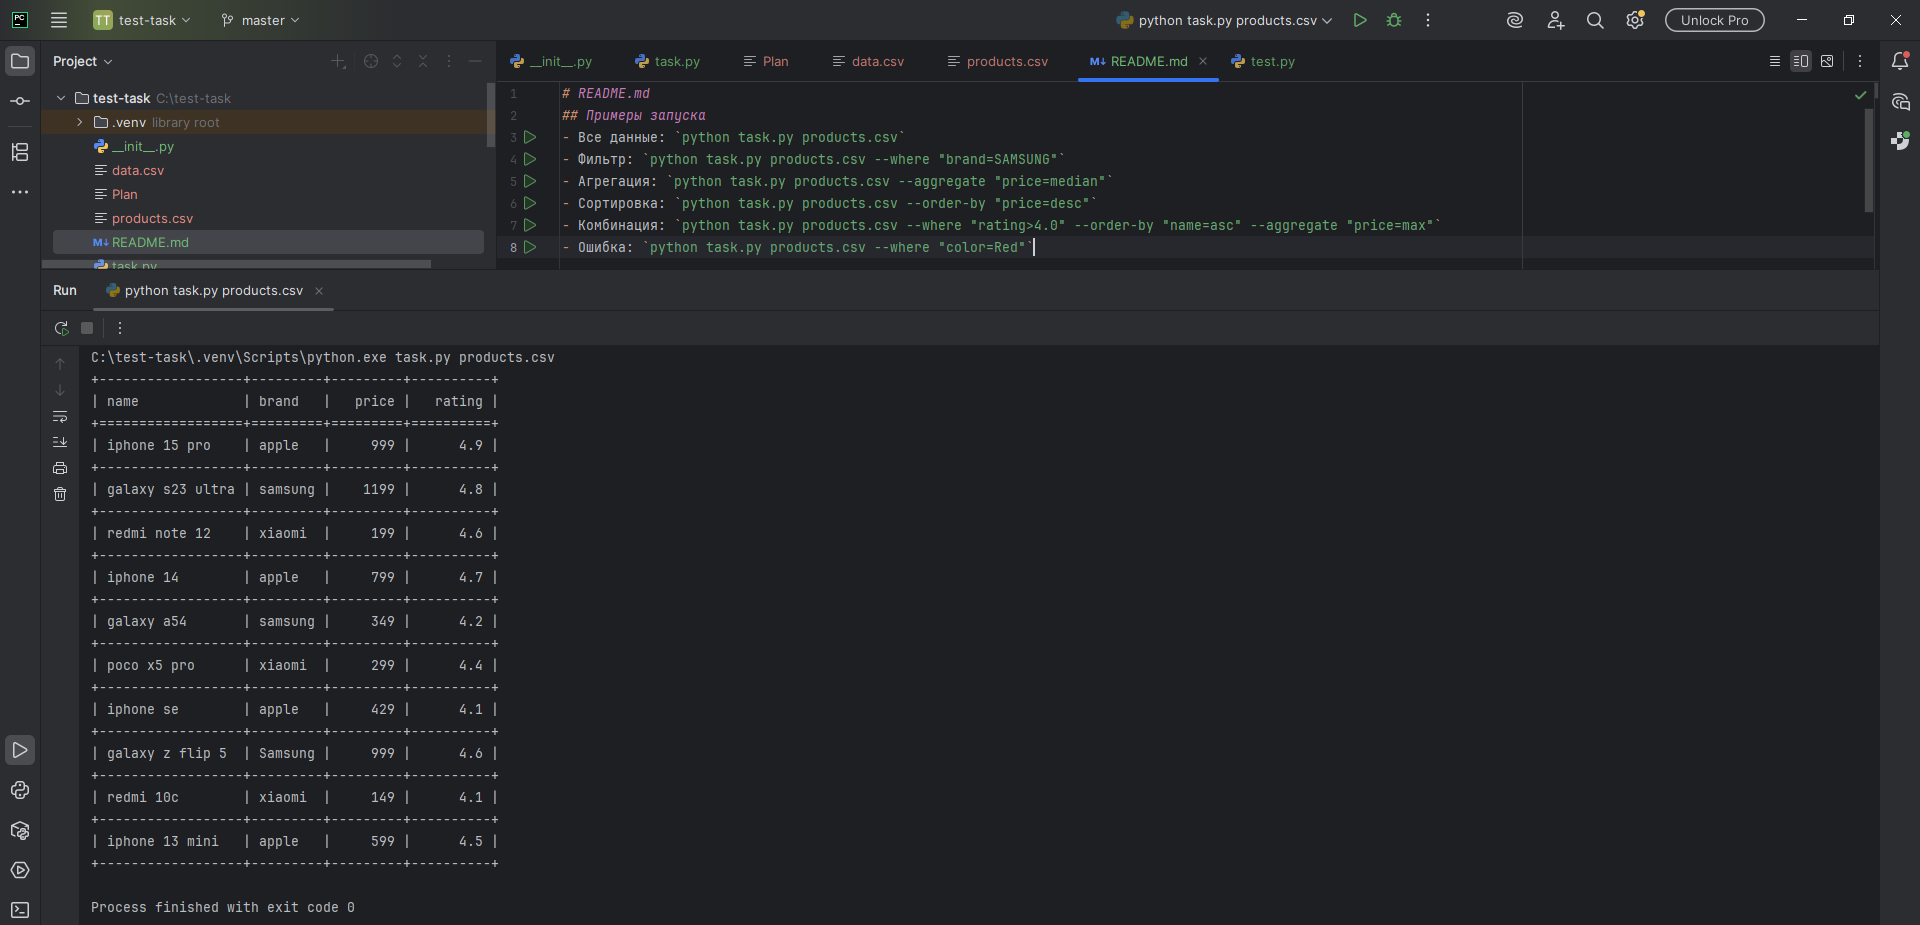 PC
TT test-task
master
python task.py products.csv
Unlock Pro
Project
test-task C:\test-task
.venv library root
__init__.py
data.csv
Plan
products.csv
M↓ README.md
task.py
__init__.py
task.py
Plan
data.csv
products.csv
M↓ README.md
test.py
1 # README.md
2 ## Примеры запуска
3 - Все данные: `python task.py products.csv`
4 - Фильтр: `python task.py products.csv --where "brand=SAMSUNG"`
5 - Агрегация: `python task.py products.csv --aggregate "price=median"`
6 - Сортировка: `python task.py products.csv --order-by "price=desc"`
7 - Комбинация: `python task.py products.csv --where "rating>4.0" --order-by "name=asc" --aggregate "price=max"`
8 - Ошибка: `python task.py products.csv --where "color=Red"`
Run
python task.py products.csv
C:\test-task\.venv\Scripts\python.exe task.py products.csv
+------------------+---------+---------+----------+
| name             | brand   |   price |   rating |
+==================+=========+=========+==========+
| iphone 15 pro    | apple   |     999 |      4.9 |
+------------------+---------+---------+----------+
| galaxy s23 ultra | samsung |    1199 |      4.8 |
+------------------+---------+---------+----------+
| redmi note 12    | xiaomi  |     199 |      4.6 |
+------------------+---------+---------+----------+
| iphone 14        | apple   |     799 |      4.7 |
+------------------+---------+---------+----------+
| galaxy a54       | samsung |     349 |      4.2 |
+------------------+---------+---------+----------+
| poco x5 pro      | xiaomi  |     299 |      4.4 |
+------------------+---------+---------+----------+
| iphone se        | apple   |     429 |      4.1 |
+------------------+---------+---------+----------+
| galaxy z flip 5  | Samsung |     999 |      4.6 |
+------------------+---------+---------+----------+
| redmi 10c        | xiaomi  |     149 |      4.1 |
+------------------+---------+---------+----------+
| iphone 13 mini   | apple   |     599 |      4.5 |
+------------------+---------+---------+----------+
Process finished with exit code 0